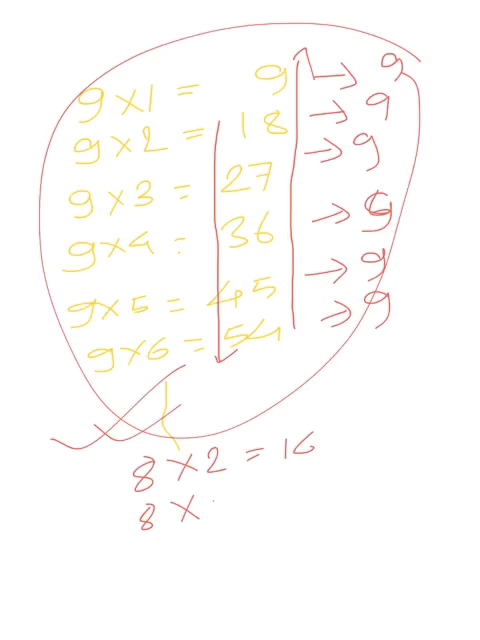 9 x 1 = 9 → 9
9 x 2 = 18 → 9
9 x 3 = 27 → 9
9 x 4 = 36 → 9
9 x 5 = 45 → 9
9 x 6 = 54 → 9
8 x 2 = 16
8 x